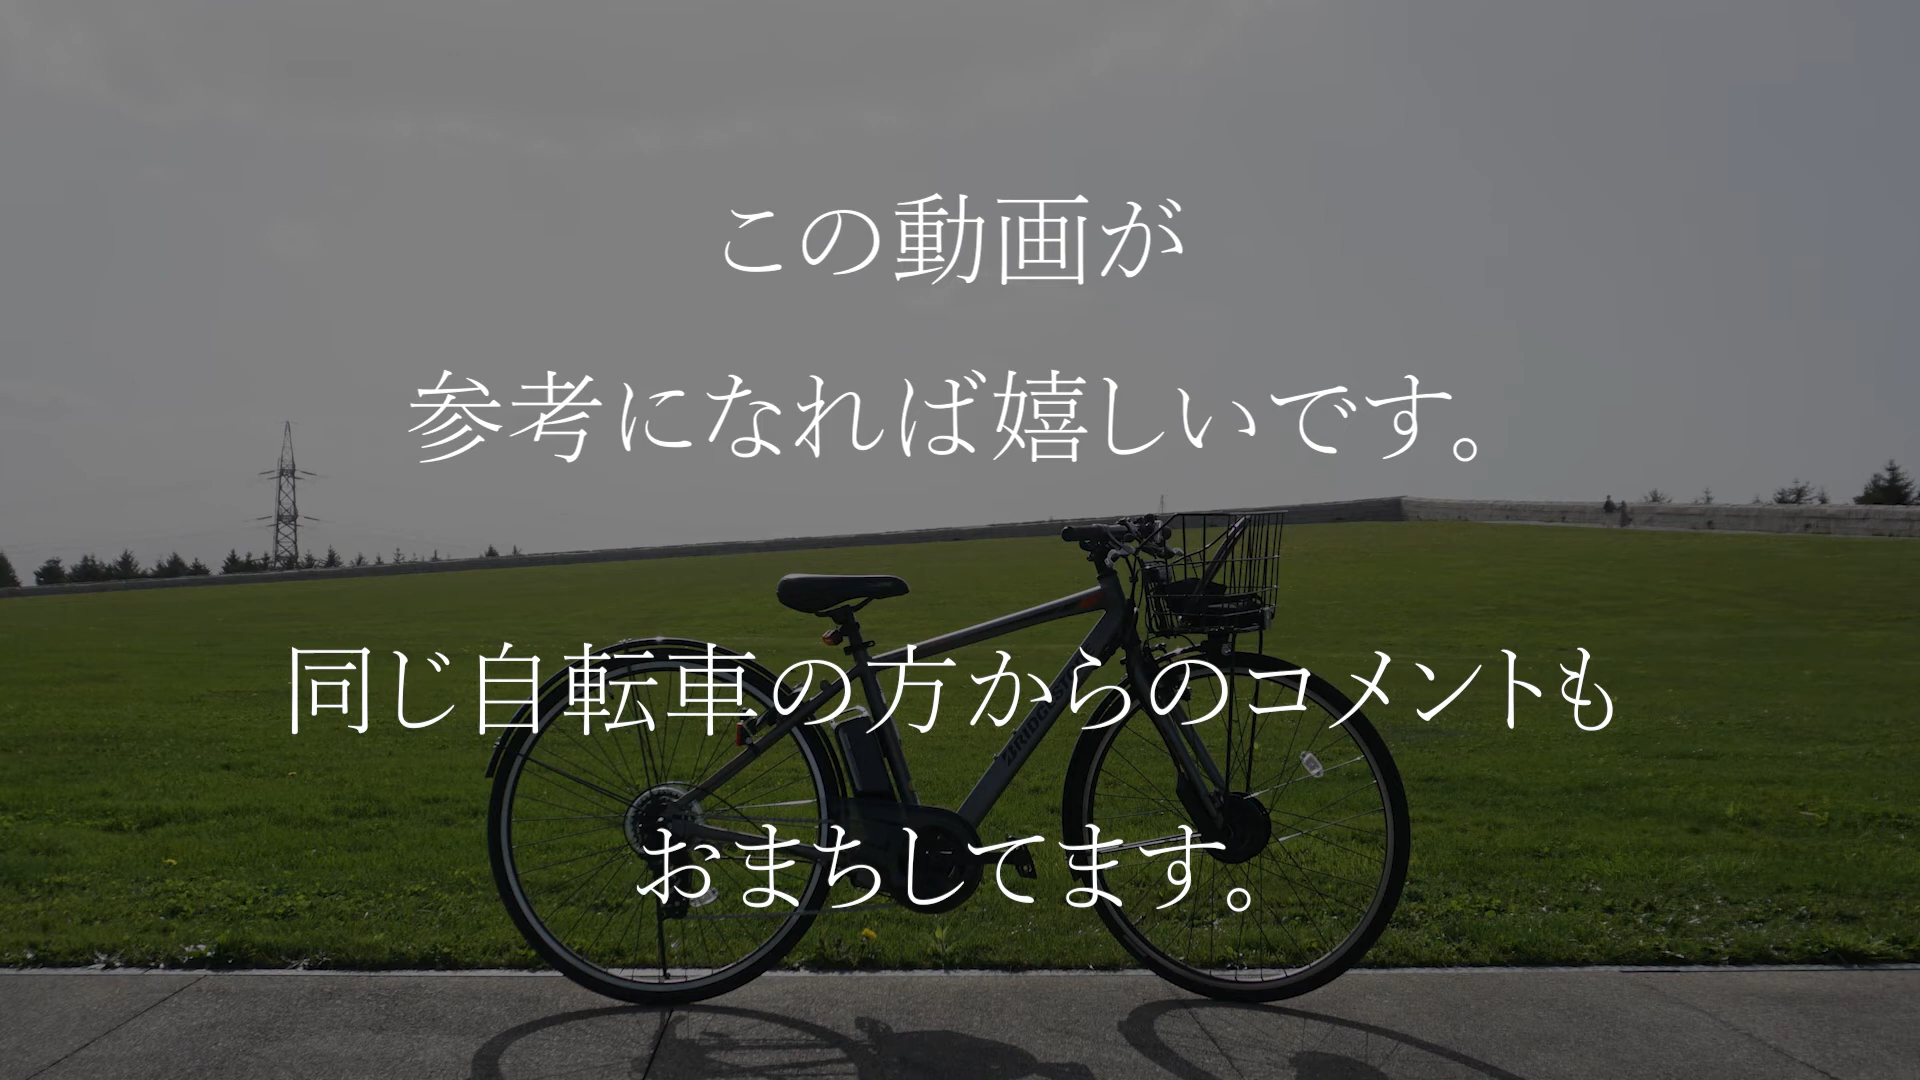 この動画が
参考になれば嬉しいです。
同じ自転車の方からのコメントも
おまちしてます。
BRIDGESTONE